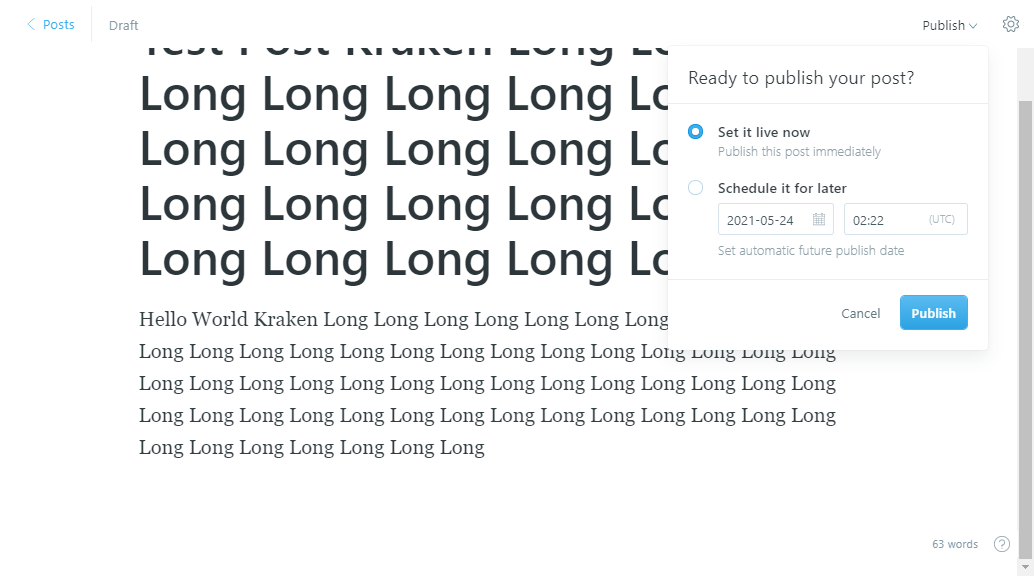 Posts
Draft
Publish
Test Post Kraken Long
Long Long Long Long
Long Long Long Long
Long Long Long Long
Long Long Long Long
Hello World Kraken Long Long Long Long Long Long Long
Long Long Long Long Long Long Long Long Long Long Long Long Long Long
Long Long Long Long Long Long Long Long Long Long Long Long Long Long
Long Long Long Long Long Long Long Long Long Long Long Long Long Long
Long Long Long Long Long Long Long
Ready to publish your post?
Set it live now
Publish this post immediately
Schedule it for later
2021-05-24
02:22 (UTC)
Set automatic future publish date
Cancel
Publish
63 words
?